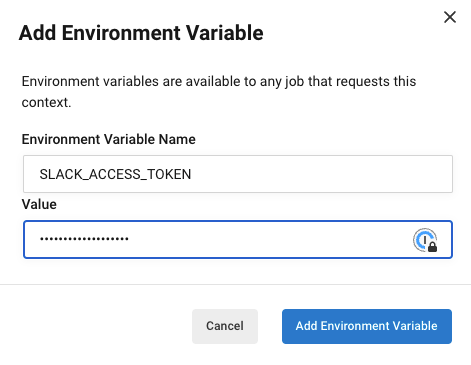 Add Environment Variable
Environment variables are available to any job that requests this
context.
Environment Variable Name
SLACK_ACCESS_TOKEN
Value
•••••••••••••••••••
Cancel
Add Environment Variable